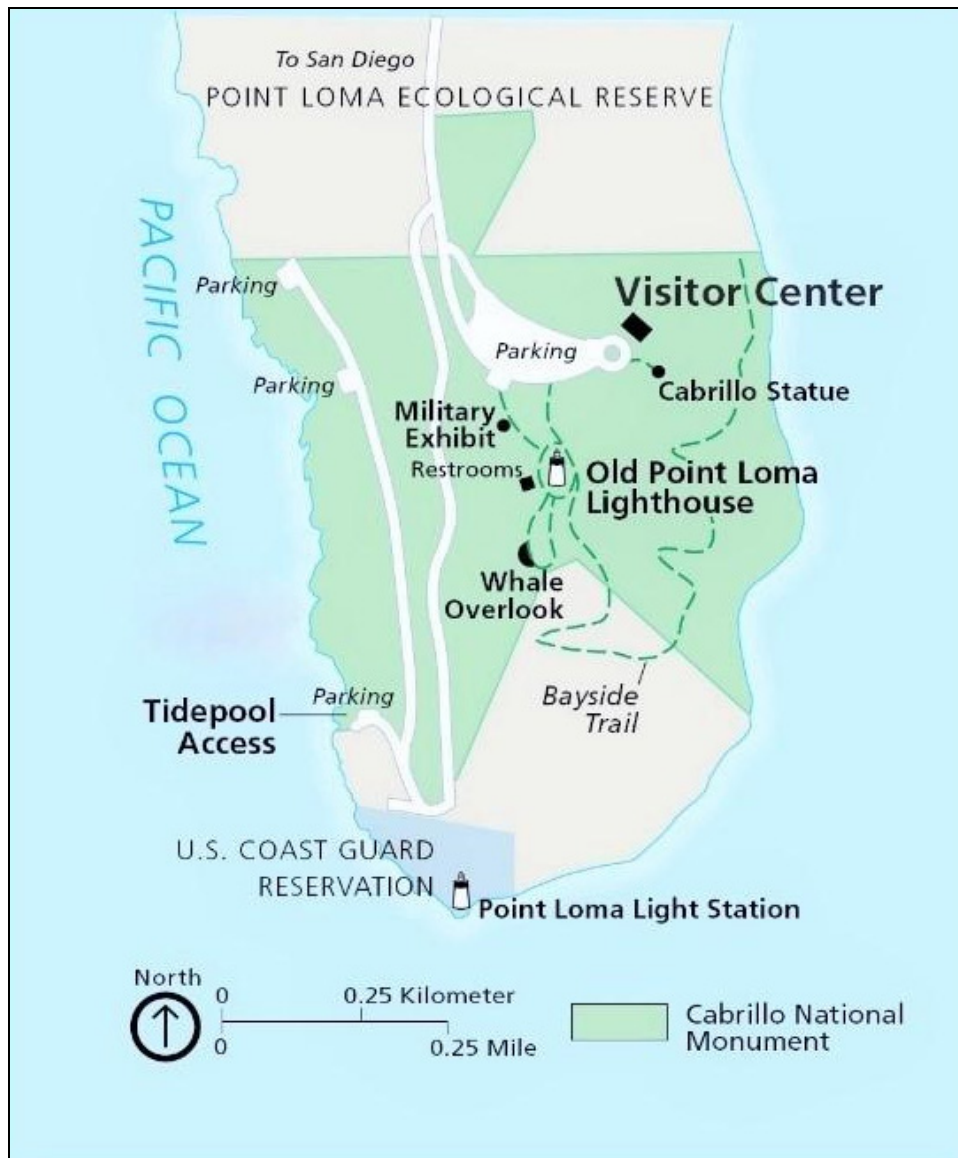 To San Diego
POINT LOMA ECOLOGICAL RESERVE
PACIFIC OCEAN
Parking
Visitor Center
Parking
Parking
Cabrillo Statue
Military
Exhibit
Restrooms
Old Point Loma
Lighthouse
Whale
Overlook
Parking
Bayside
Trail
Tidepool
Access
U.S. COAST GUARD
RESERVATION
Point Loma Light Station
North
0 0.25 Kilometer
0 0.25 Mile
Cabrillo National
Monument